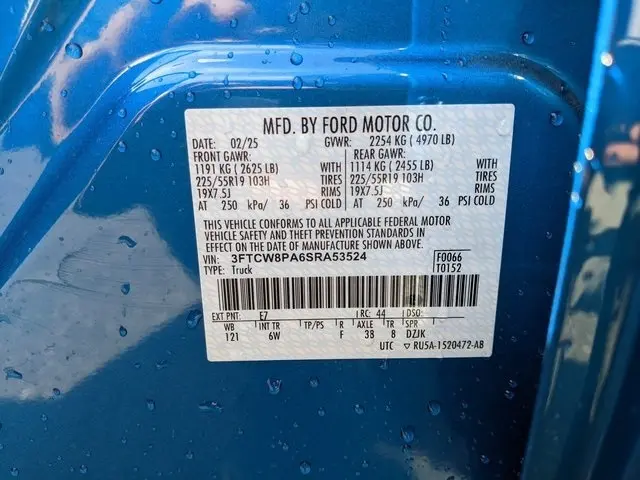 MFD. BY FORD MOTOR CO.
DATE: 02/25 GVWR: 2254 KG ( 4970 LB)
FRONT GAWR: REAR GAWR:
1191 KG ( 2625 LB) WITH 1114 KG ( 2455 LB) WITH
225/55R19 103H TIRES 225/55R19 103H TIRES
19X7.5J RIMS 19X7.5J RIMS
AT 250 kPa/ 36 PSI COLD AT 250 kPa/ 36 PSI COLD
THIS VEHICLE CONFORMS TO ALL APPLICABLE FEDERAL MOTOR
VEHICLE SAFETY, BUMPER AND THEFT PREVENTION STANDARDS IN
EFFECT ON THE DATE OF MANUFACTURE SHOWN ABOVE.
VIN: 3FTCW8PA6SRA53524 F0066
TYPE: Truck T0152
EXT PNT: E7 RC: 44 DSO:
WB INT TR TP/PS R AXLE TR SPR
121 6W F 3B 8 DZJK
UTC ▽ RU5A-1520472-AB